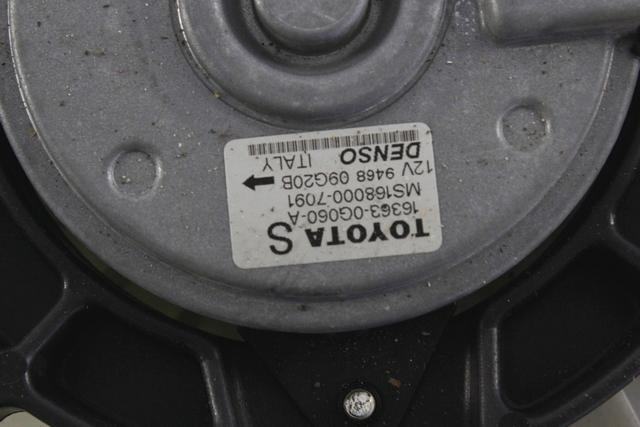 TOYOTA S
16363-0G060-A
MS168000-7091
12V 9468 09G20B
DENSO ITALY